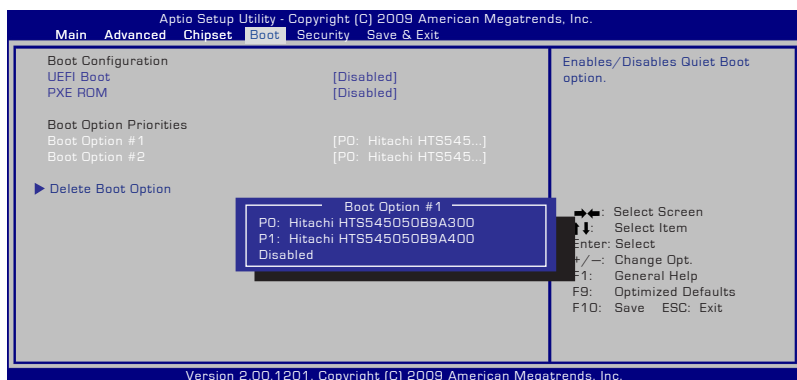 Aptio Setup Utility - Copyright (C) 2009 American Megatrends, Inc.
Main Advanced Chipset Boot Security Save & Exit
Boot Configuration
UEFI Boot [Disabled]
PXE ROM [Disabled]
Boot Option Priorities
Boot Option #1 [P0: Hitachi HTS545...]
Boot Option #2 [P0: Hitachi HTS545...]
Delete Boot Option
Boot Option #1
P0: Hitachi HTS545050B9A300
P1: Hitachi HTS545050B9A400
Disabled
Enables/Disables Quiet Boot
option.
→←: Select Screen
↑↓: Select Item
Enter: Select
+/—: Change Opt.
F1: General Help
F9: Optimized Defaults
F10: Save ESC: Exit
Version 2.00.1201. Copyright (C) 2009 American Megatrends, Inc.